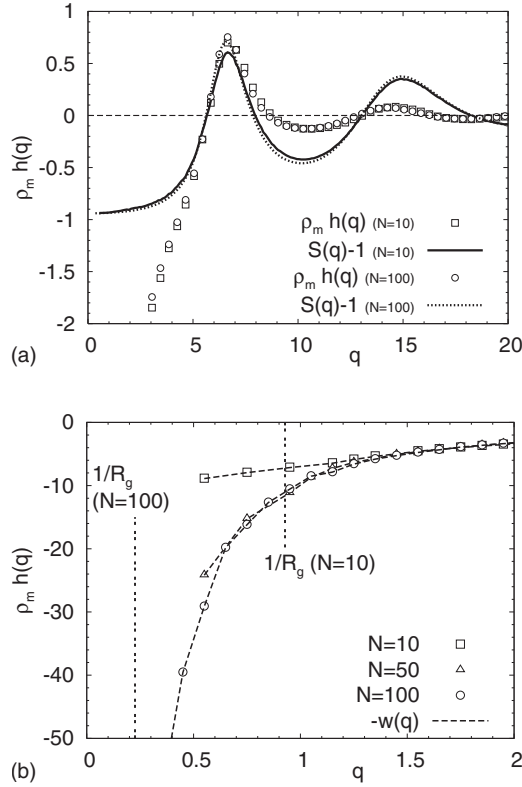 1
0.5
0
-0.5
-1
-1.5
-2
ρm h(q)
ρm h(q) (N=10)
S(q)-1 (N=10)
ρm h(q) (N=100)
S(q)-1 (N=100)
0 5 10 15 20
q
(a)
0
-10
-20
-30
-40
-50
ρm h(q)
1/Rg
(N=100)
1/Rg (N=10)
N=10
N=50
N=100
-w(q)
0 0.5 1 1.5 2
q
(b)